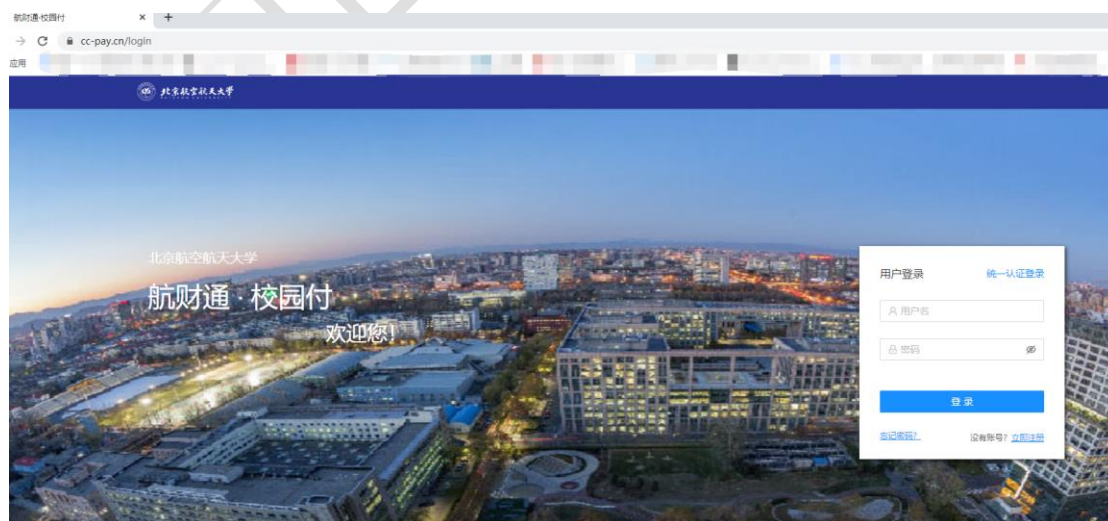 航财通·校园付
cc-pay.cn/login
应用
北京航空航天大学
北京航空航天大学
航财通·校园付
欢迎您!
用户登录 统一认证登录
用户名
密码
登录
忘记密码? 没有账号? 立即注册